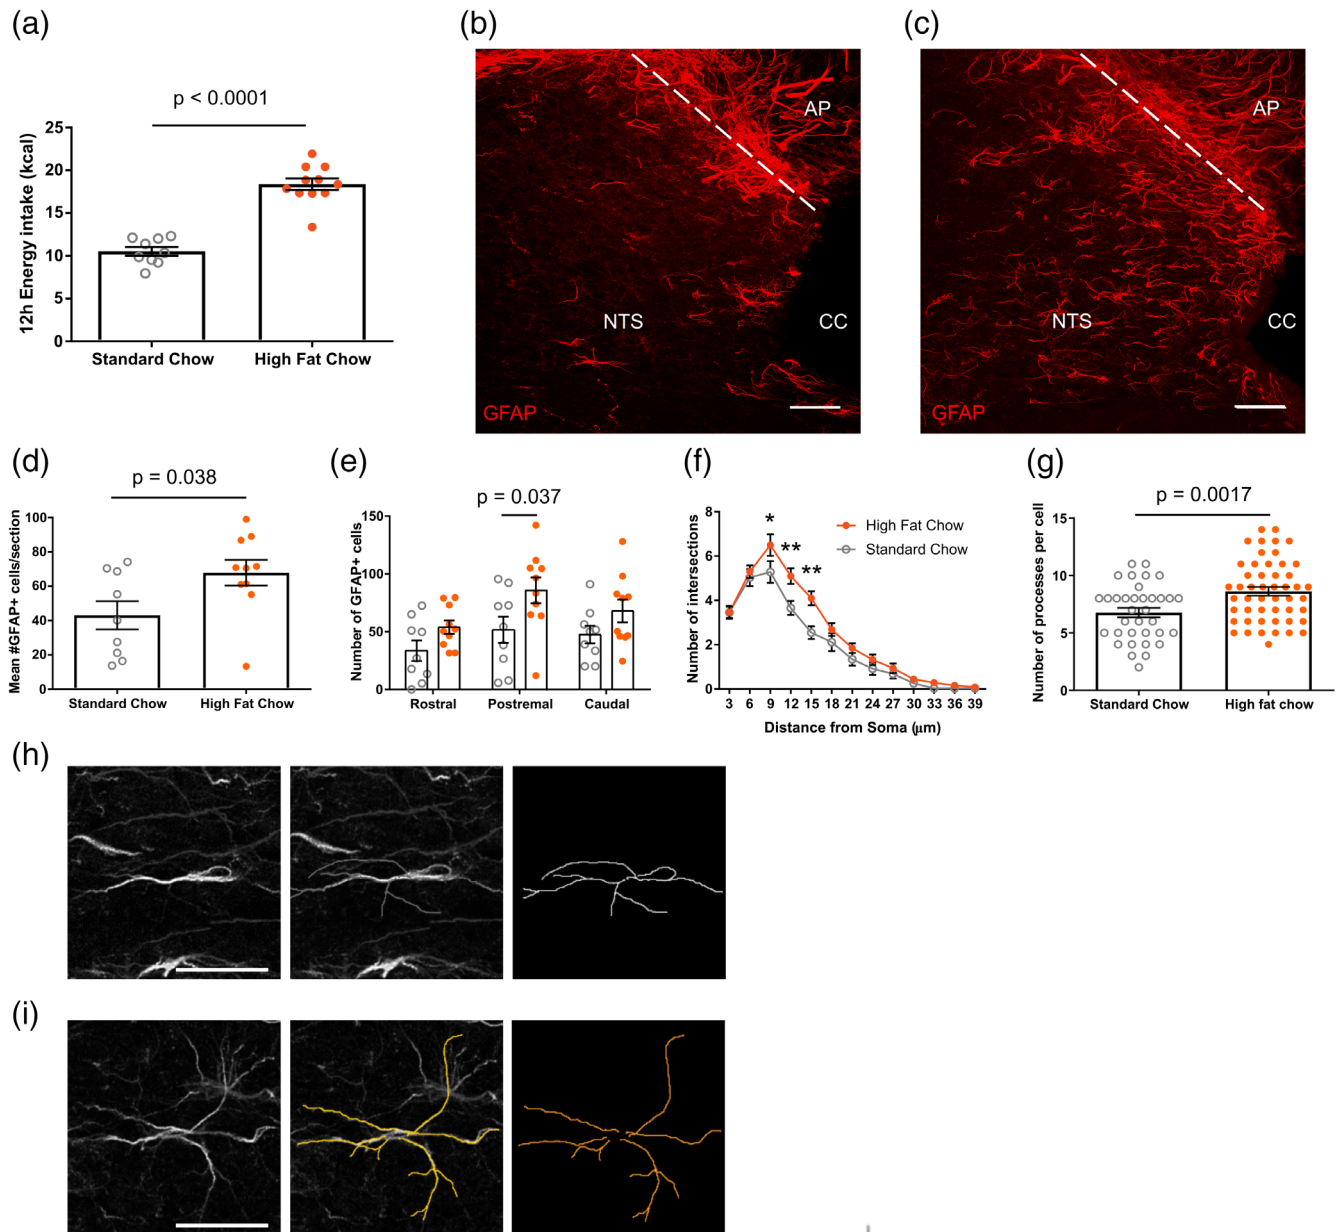 (a)
p < 0.0001
12h Energy intake (kcal)
25
20
15
10
5
0
Standard Chow
High Fat Chow
(b)
AP
NTS
CC
GFAP
(c)
AP
NTS
CC
GFAP
(d)
p = 0.038
Mean #GFAP+ cells/section
100
80
60
40
20
0
Standard Chow
High Fat Chow
(e)
p = 0.037
Number of GFAP+ cells
150
100
50
0
Rostral
Postremal
Caudal
(f)
Number of intersections
8
6
4
2
0
*
**
**
High Fat Chow
Standard Chow
3 6 9 12 15 18 21 24 27 30 33 36 39
Distance from Soma (μm)
(g)
p = 0.0017
Number of processes per cell
15
10
5
0
Standard Chow
High fat chow
(h)
(i)